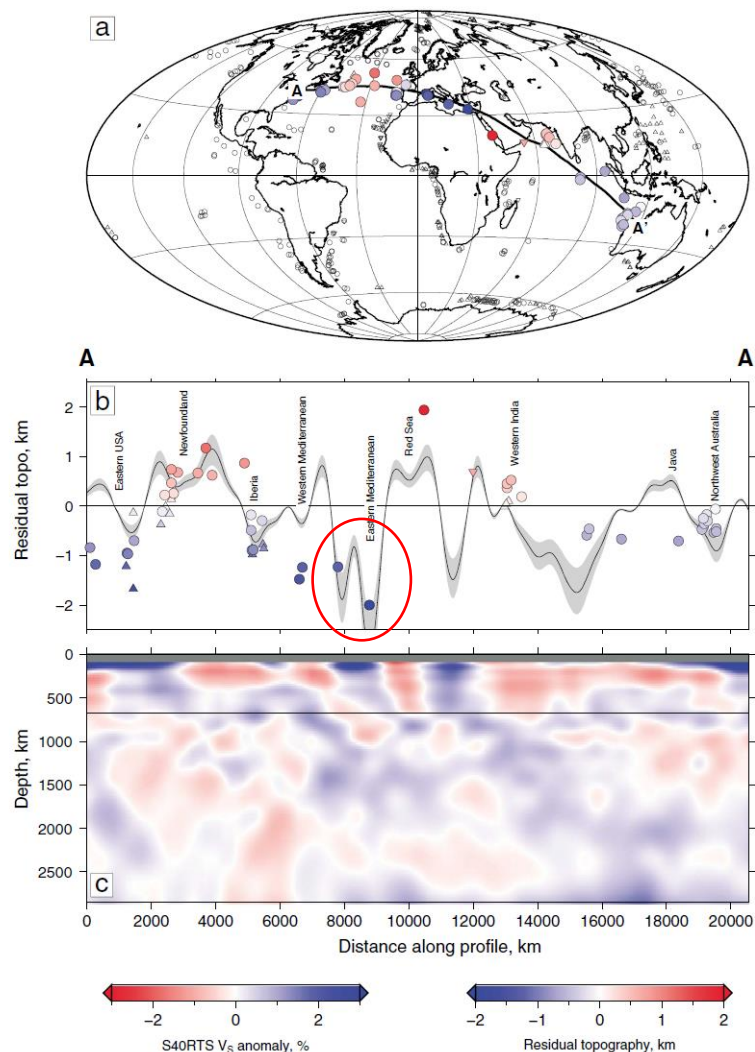 a
A
A'
A
A
b
Residual topo, km
2
1
0
−1
−2
Eastern USA
Newfoundland
Iberia
Western Mediterranean
Eastern Mediterranean
Red Sea
Western India
Java
Northwest Australia
Depth, km
0
500
1000
1500
2000
2500
c
0 2000 4000 6000 8000 10000 12000 14000 16000 18000 20000
Distance along profile, km
−2 0 2
S40RTS VS anomaly, %
−2 −1 0 1 2
Residual topography, km